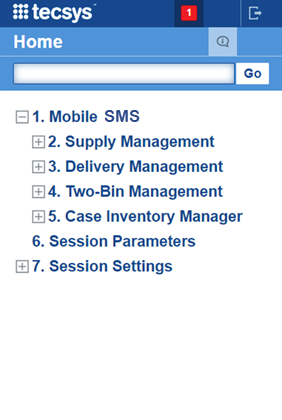 tecsys™
1
Home
Go
1. Mobile SMS
2. Supply Management
3. Delivery Management
4. Two-Bin Management
5. Case Inventory Manager
6. Session Parameters
7. Session Settings